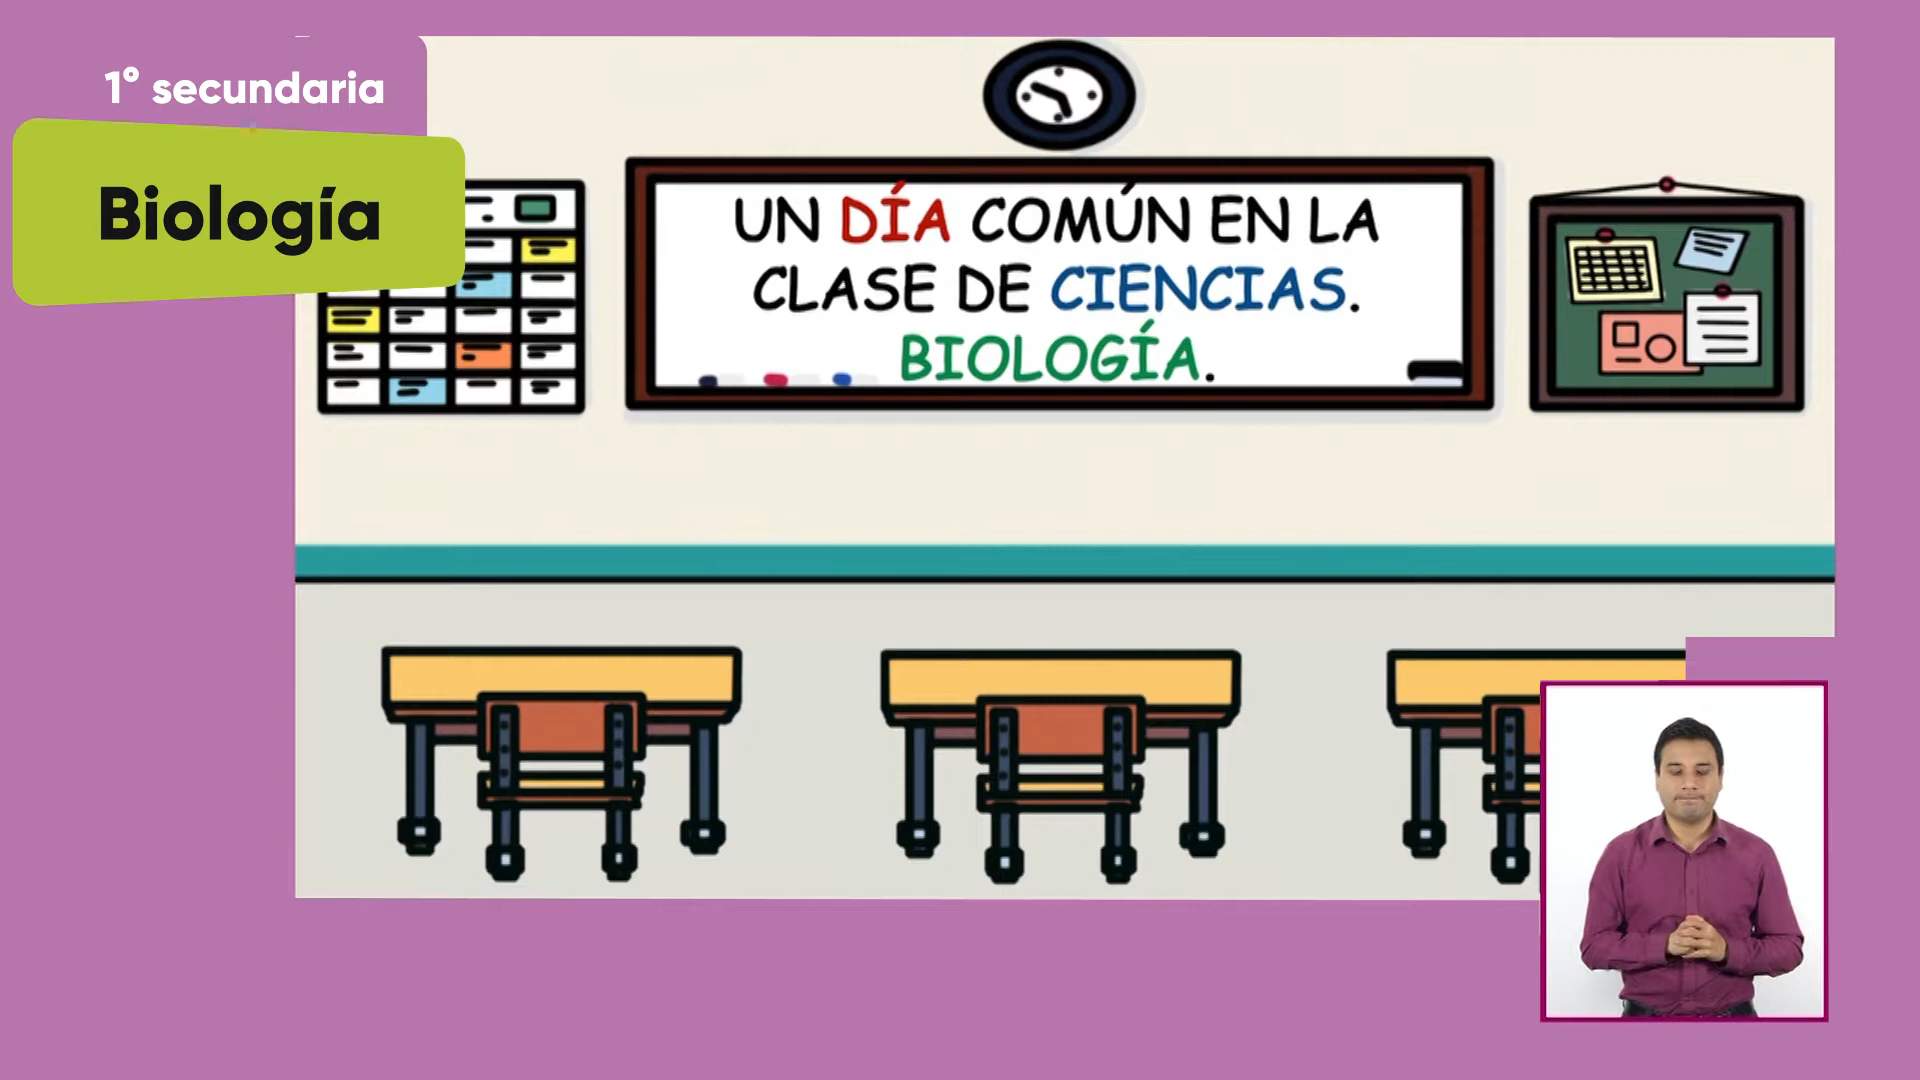 1° secundaria
Biología
UN DÍA COMÚN EN LA
CLASE DE CIENCIAS.
BIOLOGÍA.